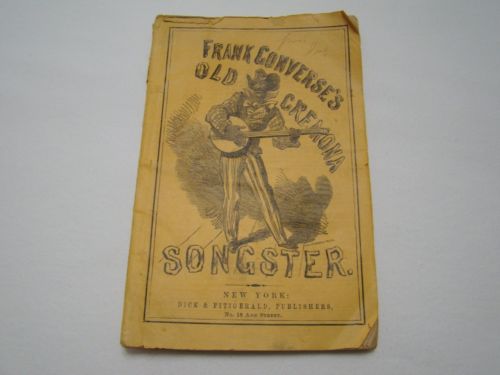 FRANK CONVERSE'S
OLD
CREMONA
SONGSTER.
NEW YORK:
DICK & FITZGERALD, PUBLISHERS,
No. 18 ANN STREET.